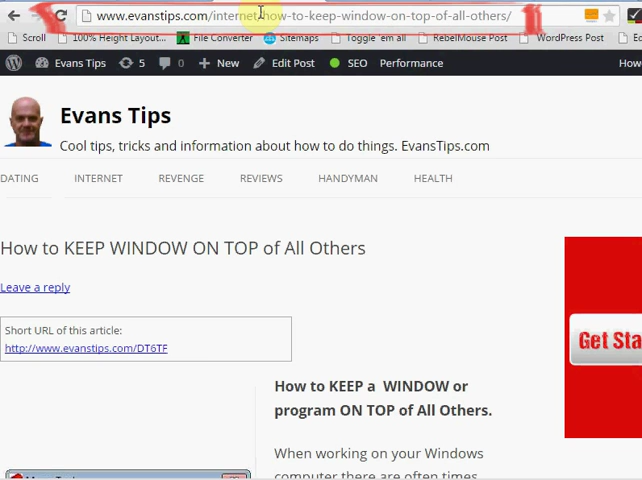 www.evanstips.com/internet/how-to-keep-window-on-top-of-all-others/
Scroll 100% Height Layout... File Converter Sitemaps Toggle 'em all RebelMouse Post WordPress Post
Evans Tips 5 0 + New Edit Post SEO Performance How
Evans Tips
Cool tips, tricks and information about how to do things. EvansTips.com
DATING INTERNET REVENGE REVIEWS HANDYMAN HEALTH
How to KEEP WINDOW ON TOP of All Others
Leave a reply
Short URL of this article:
http://www.evanstips.com/DT6TF
Get Sta
How to KEEP a WINDOW or
program ON TOP of All Others.
When working on your Windows
computer there are often times